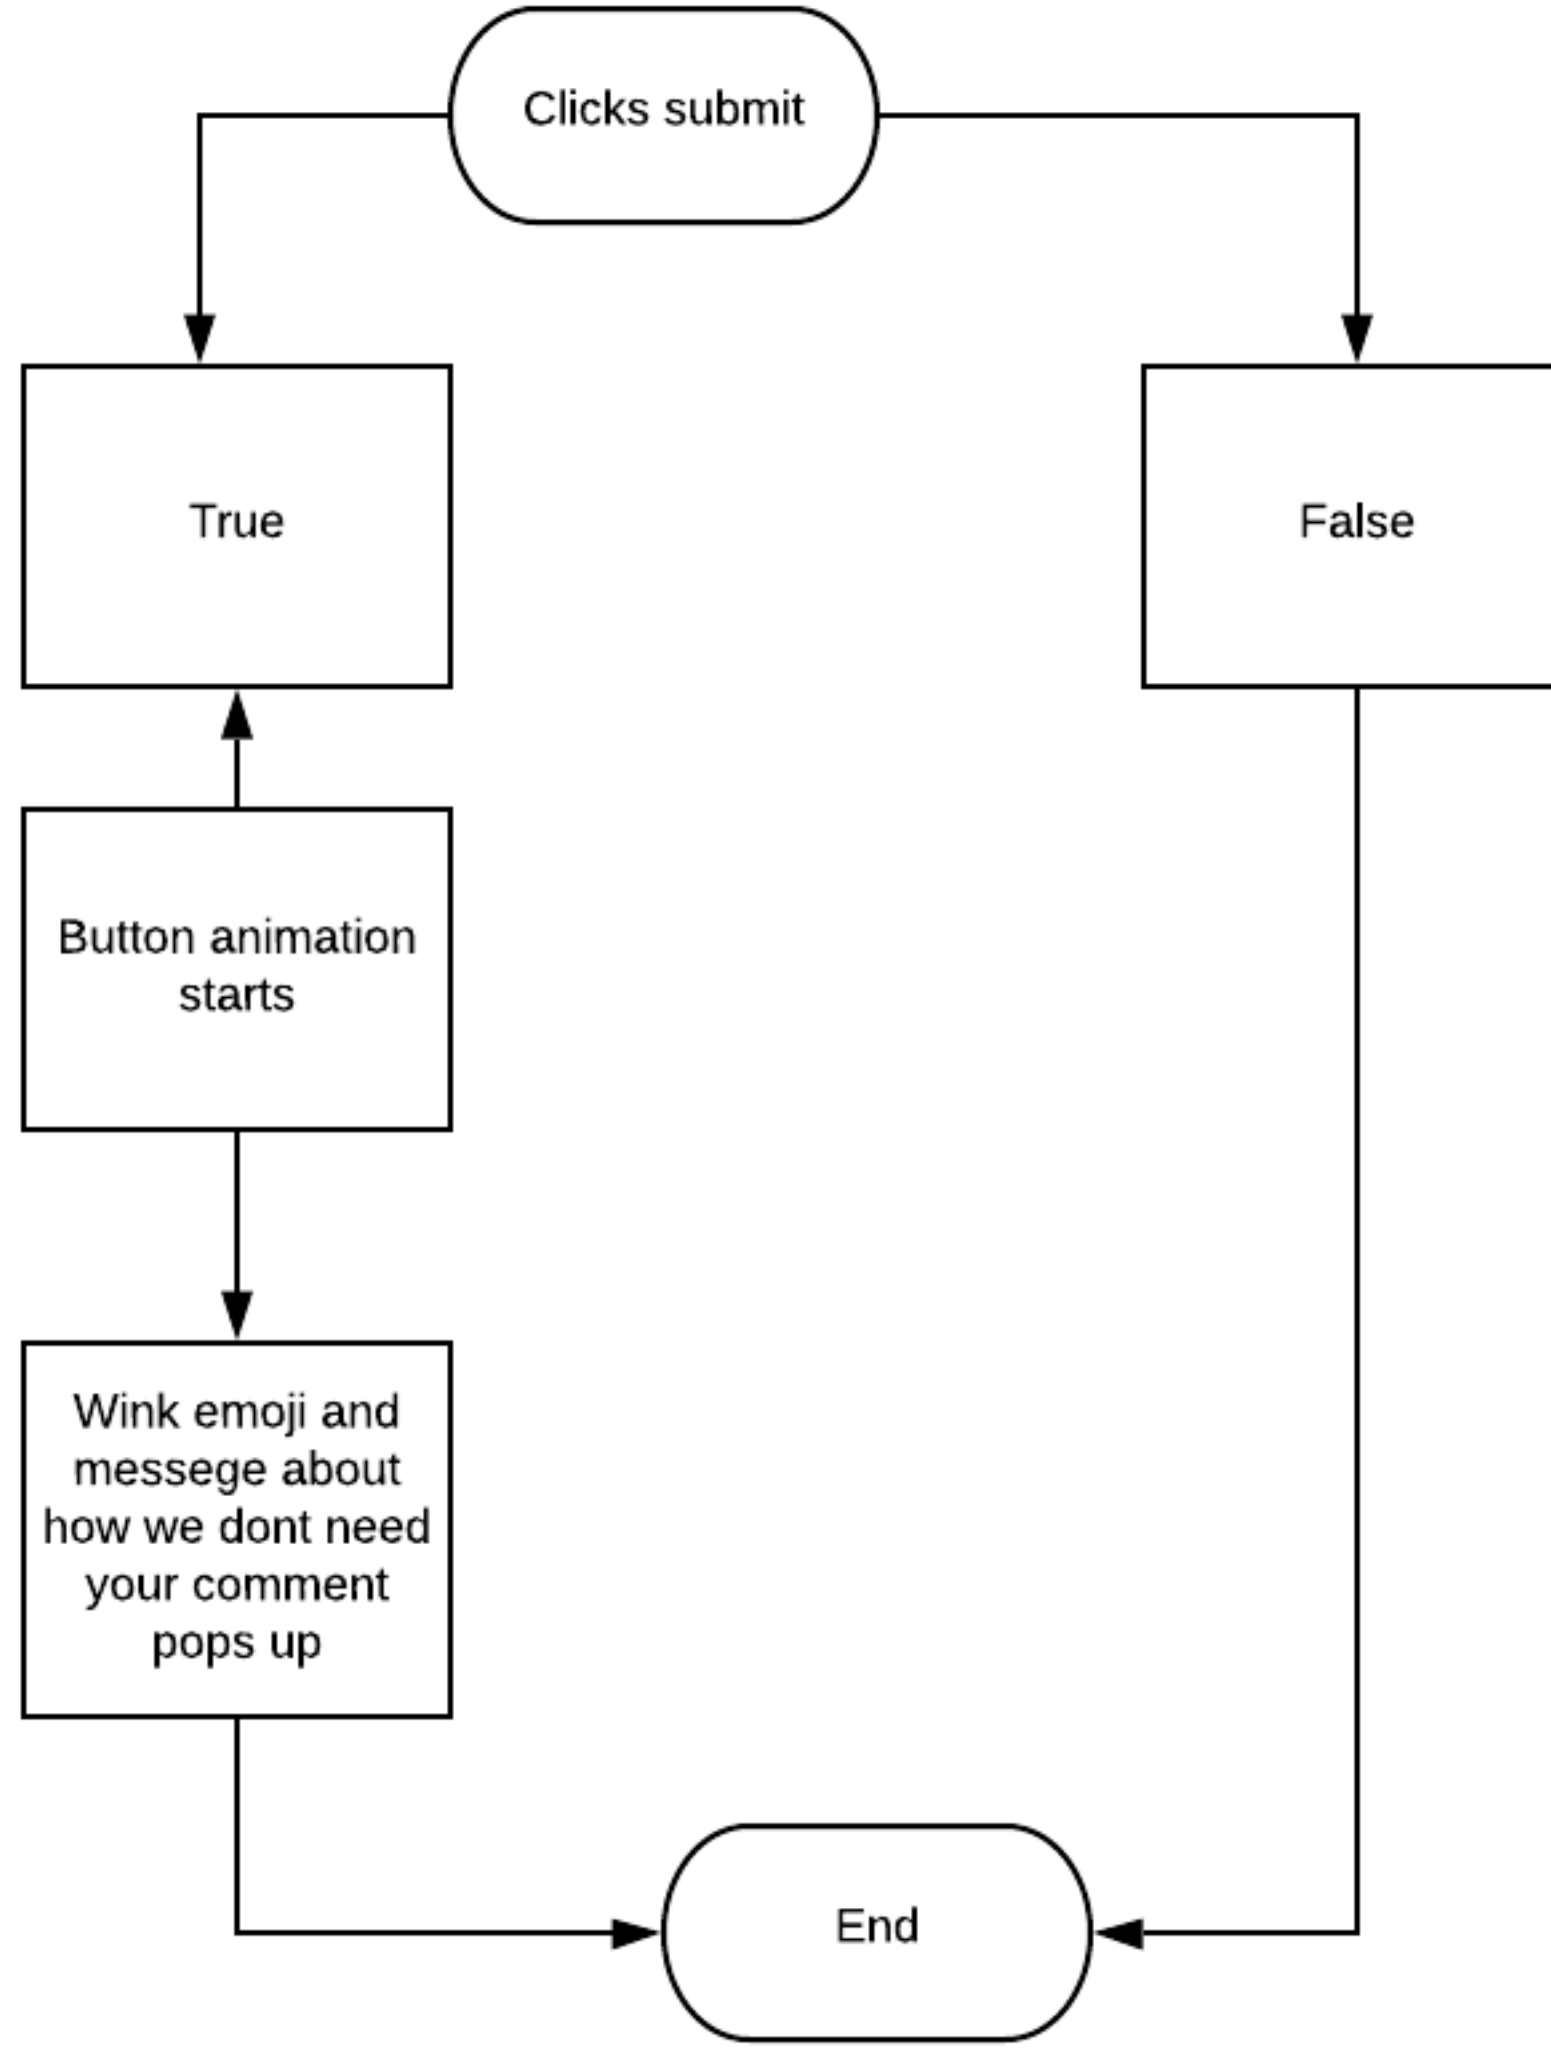 Clicks submit
True
False
Button animation
starts
Wink emoji and
messege about
how we dont need
your comment
pops up
End